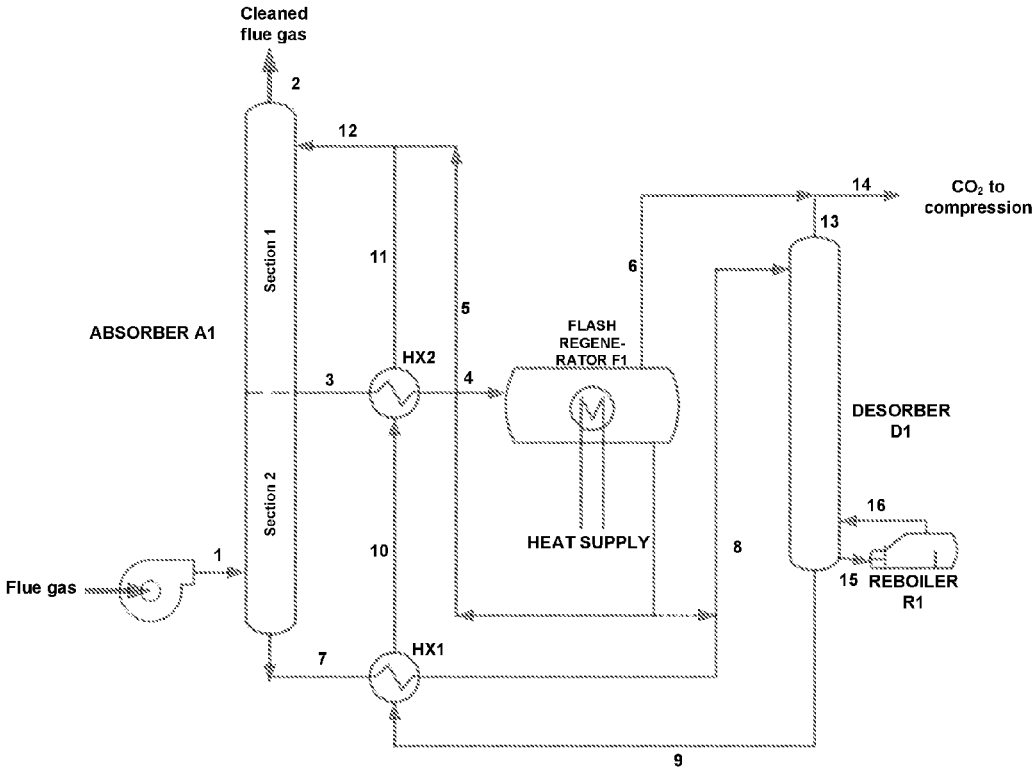 Cleaned
flue gas
2
12
14
CO₂ to
compression
13
Section 1
11
6
5
ABSORBER A1
FLASH
REGENE-
RATOR F1
HX2
3
4
DESORBER
D1
Section 2
16
HEAT SUPPLY
10
8
1
Flue gas
15
REBOILER
R1
7
HX1
9